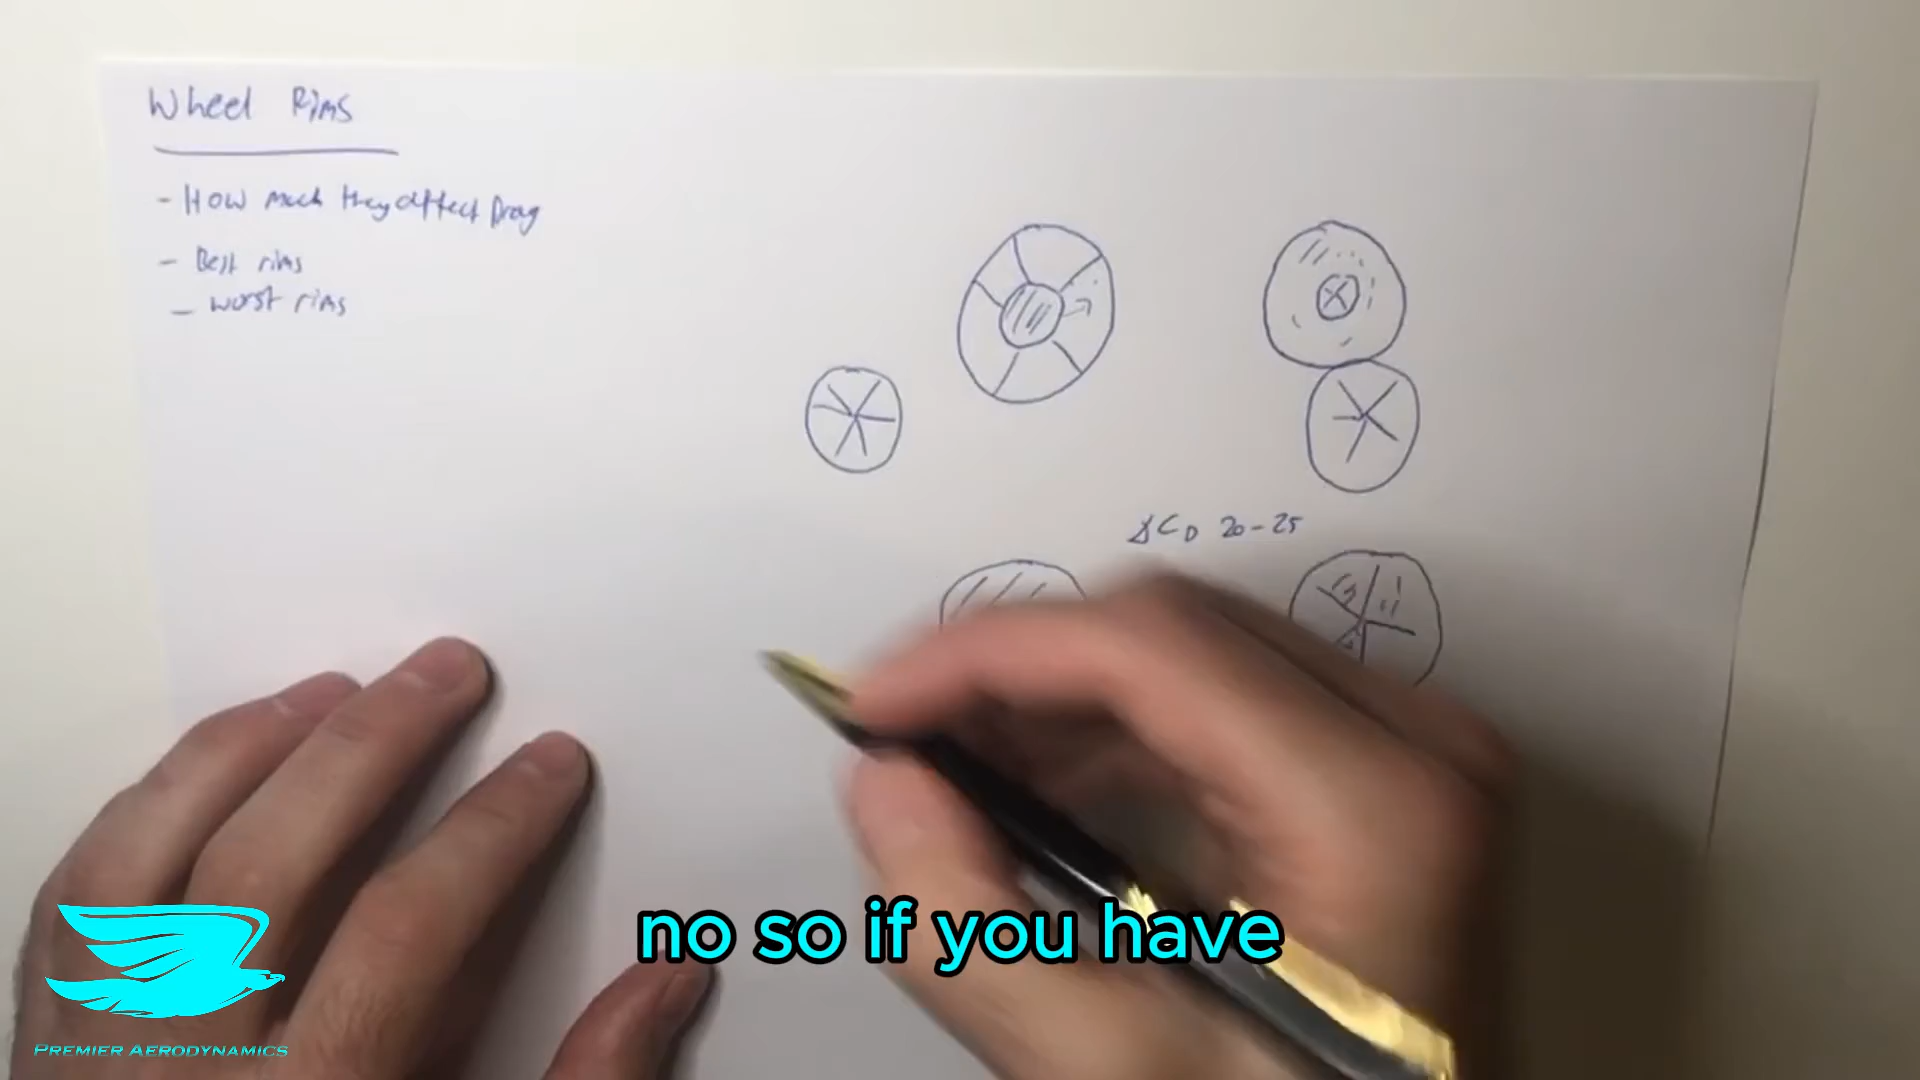 Wheel Rims
- How much they affect Drag
- Best rims
- worst rims
ΔCD 20-25
no so if you have
PREMIER AERODYNAMICS